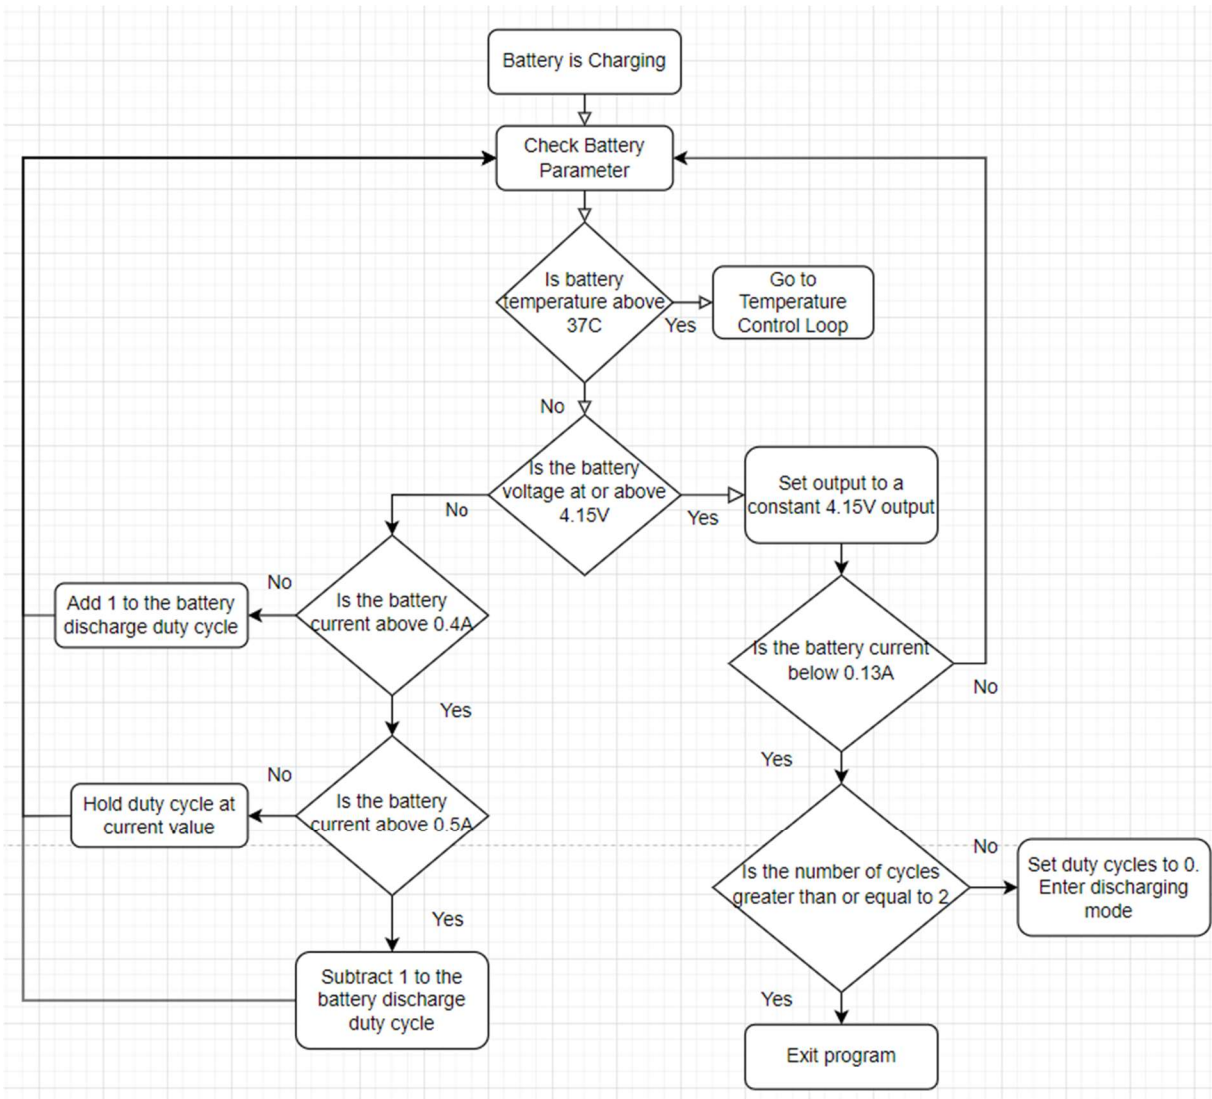 Battery is Charging
Check Battery
Parameter
Is battery
temperature above
37C
Yes
Go to
Temperature
Control Loop
No
Is the battery
voltage at or above
4.15V
No
Yes
Set output to a
constant 4.15V output
No
Add 1 to the battery
discharge duty cycle
Is the battery
current above 0.4A
Is the battery current
below 0.13A
No
Yes
Yes
No
Hold duty cycle at
current value
Is the battery
current above 0.5A
No
Is the number of cycles
greater than or equal to 2
Set duty cycles to 0.
Enter discharging
mode
Yes
Subtract 1 to the
battery discharge
duty cycle
Yes
Exit program